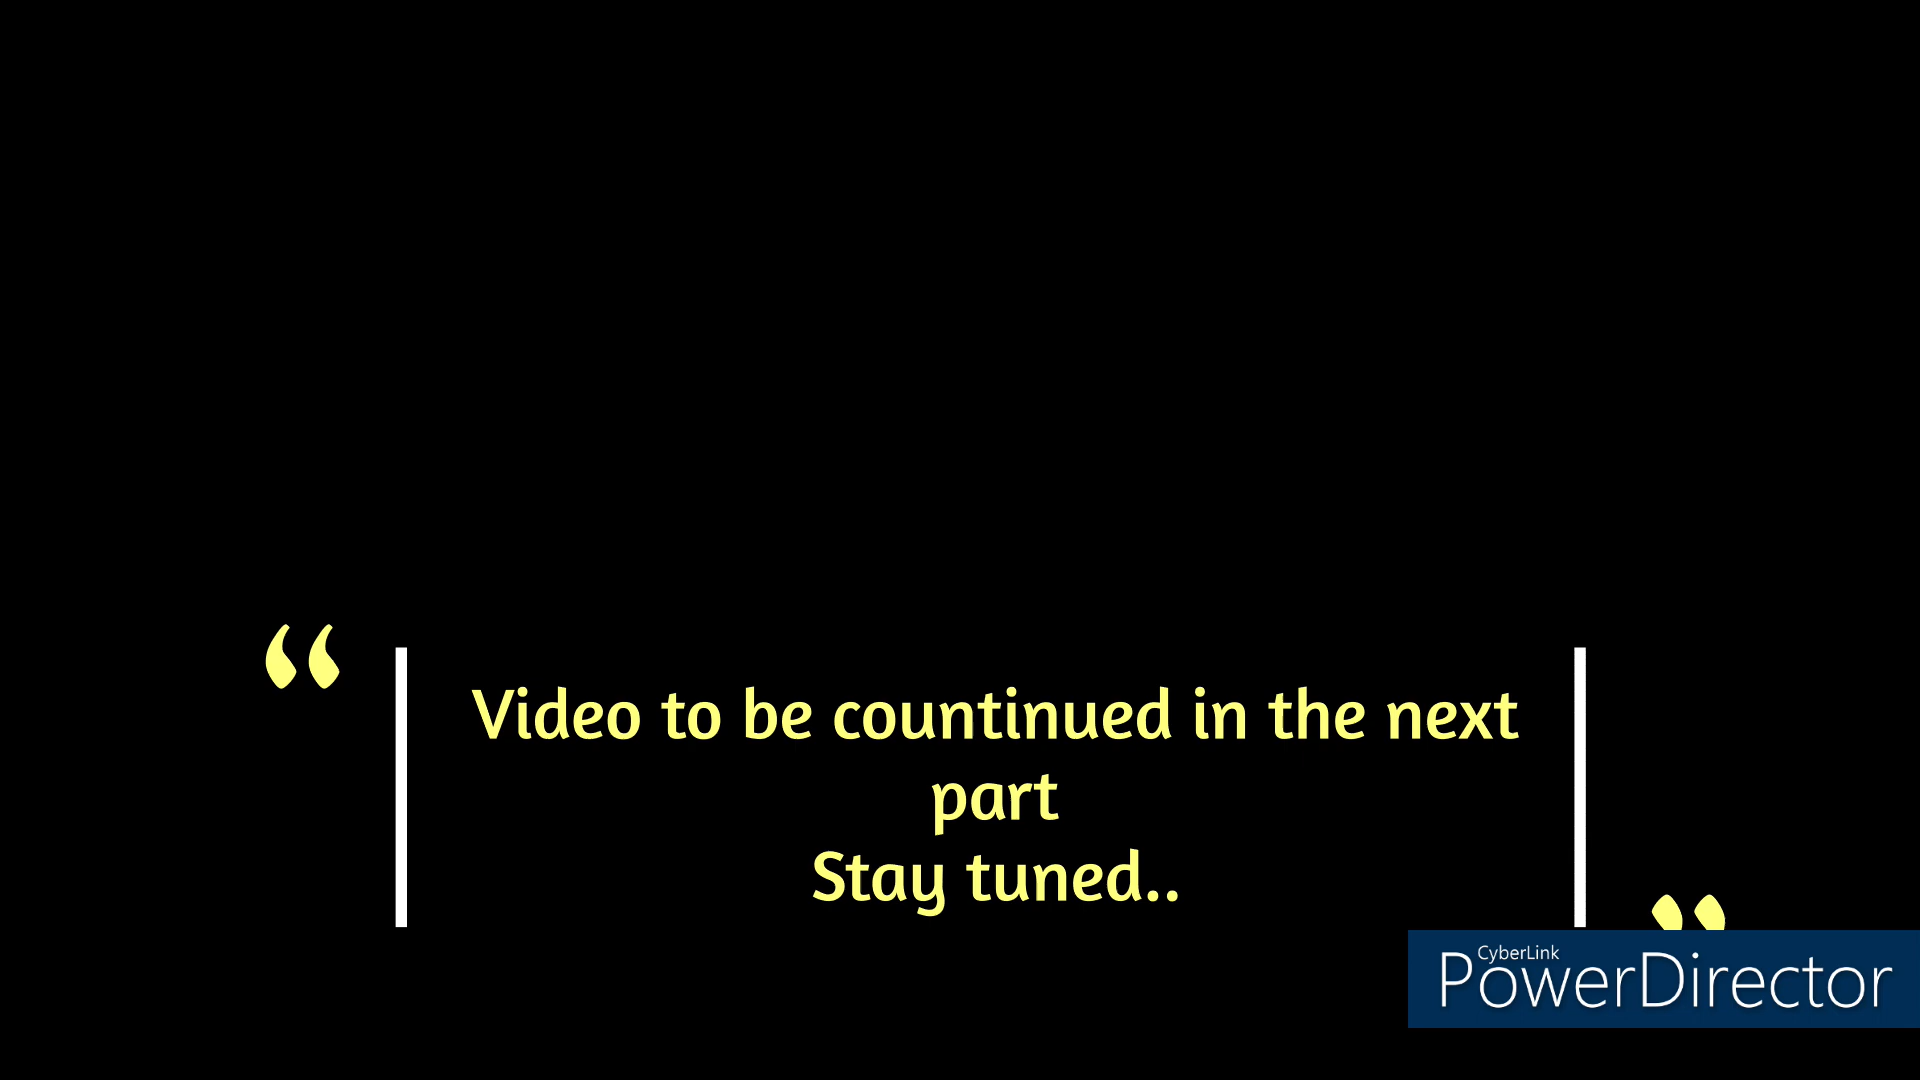 “
Video to be countinued in the next
part
Stay tuned..
”
CyberLink
PowerDirector